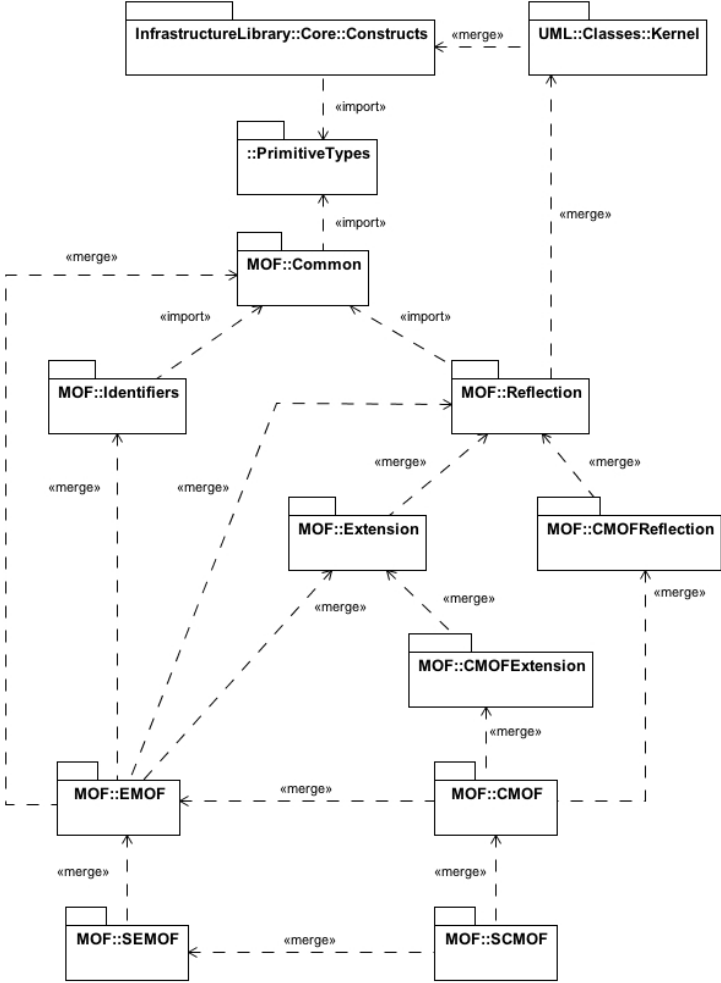 InfrastructureLibrary::Core::Constructs
«merge»
UML::Classes::Kernel
«import»
::PrimitiveTypes
«import»
«merge»
«merge»
MOF::Common
«import»
«import»
MOF::Identifiers
MOF::Reflection
«merge»
«merge»
«merge»
«merge»
MOF::Extension
MOF::CMOFReflection
«merge»
«merge»
«merge»
MOF::CMOFExtension
«merge»
MOF::EMOF
«merge»
MOF::CMOF
«merge»
«merge»
MOF::SEMOF
«merge»
MOF::SCMOF